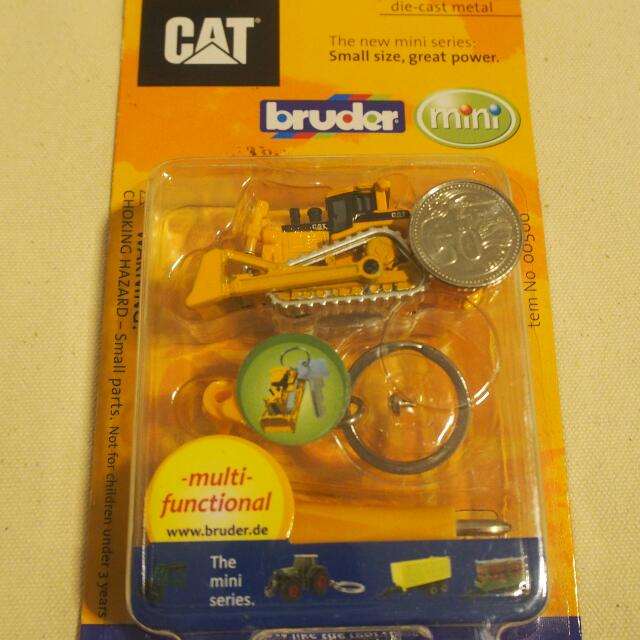 die-cast metal
CAT
The new mini series:
Small size, great power.
bruder
mini
CAT
50
WARNING:
CHOKING HAZARD – Small parts. Not for children under 3 years
tem No 00500
-multi-
functional
www.bruder.de
The
mini
series.